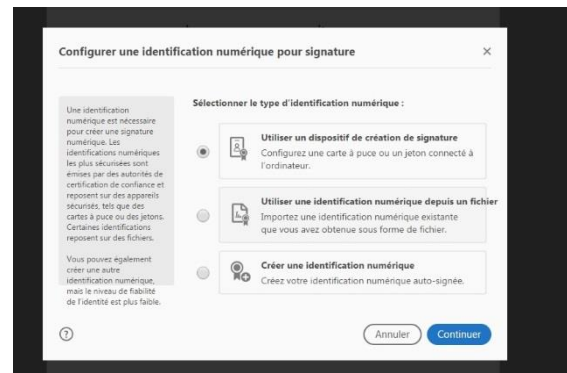 Configurer une identification numérique pour signature
Une identification
numérique est nécessaire
pour créer une signature
numérique. Les
identifications numériques
les plus sécurisées sont
émises par des autorités de
certification de confiance et
reposent sur des appareils
sécurisés, tels que des
cartes à puce ou des jetons.
Certaines identifications
reposent sur des fichiers.
Vous pouvez également
créer une autre
identification numérique,
mais le niveau de fiabilité
de l'identité est plus faible.
Sélectionner le type d'identification numérique :
Utiliser un dispositif de création de signature
Configurez une carte à puce ou un jeton connecté à
l'ordinateur.
Utiliser une identification numérique depuis un fichier
Importez une identification numérique existante
que vous avez obtenue sous forme de fichier.
Créer une identification numérique
Créez votre identification numérique auto-signée.
Annuler
Continuer